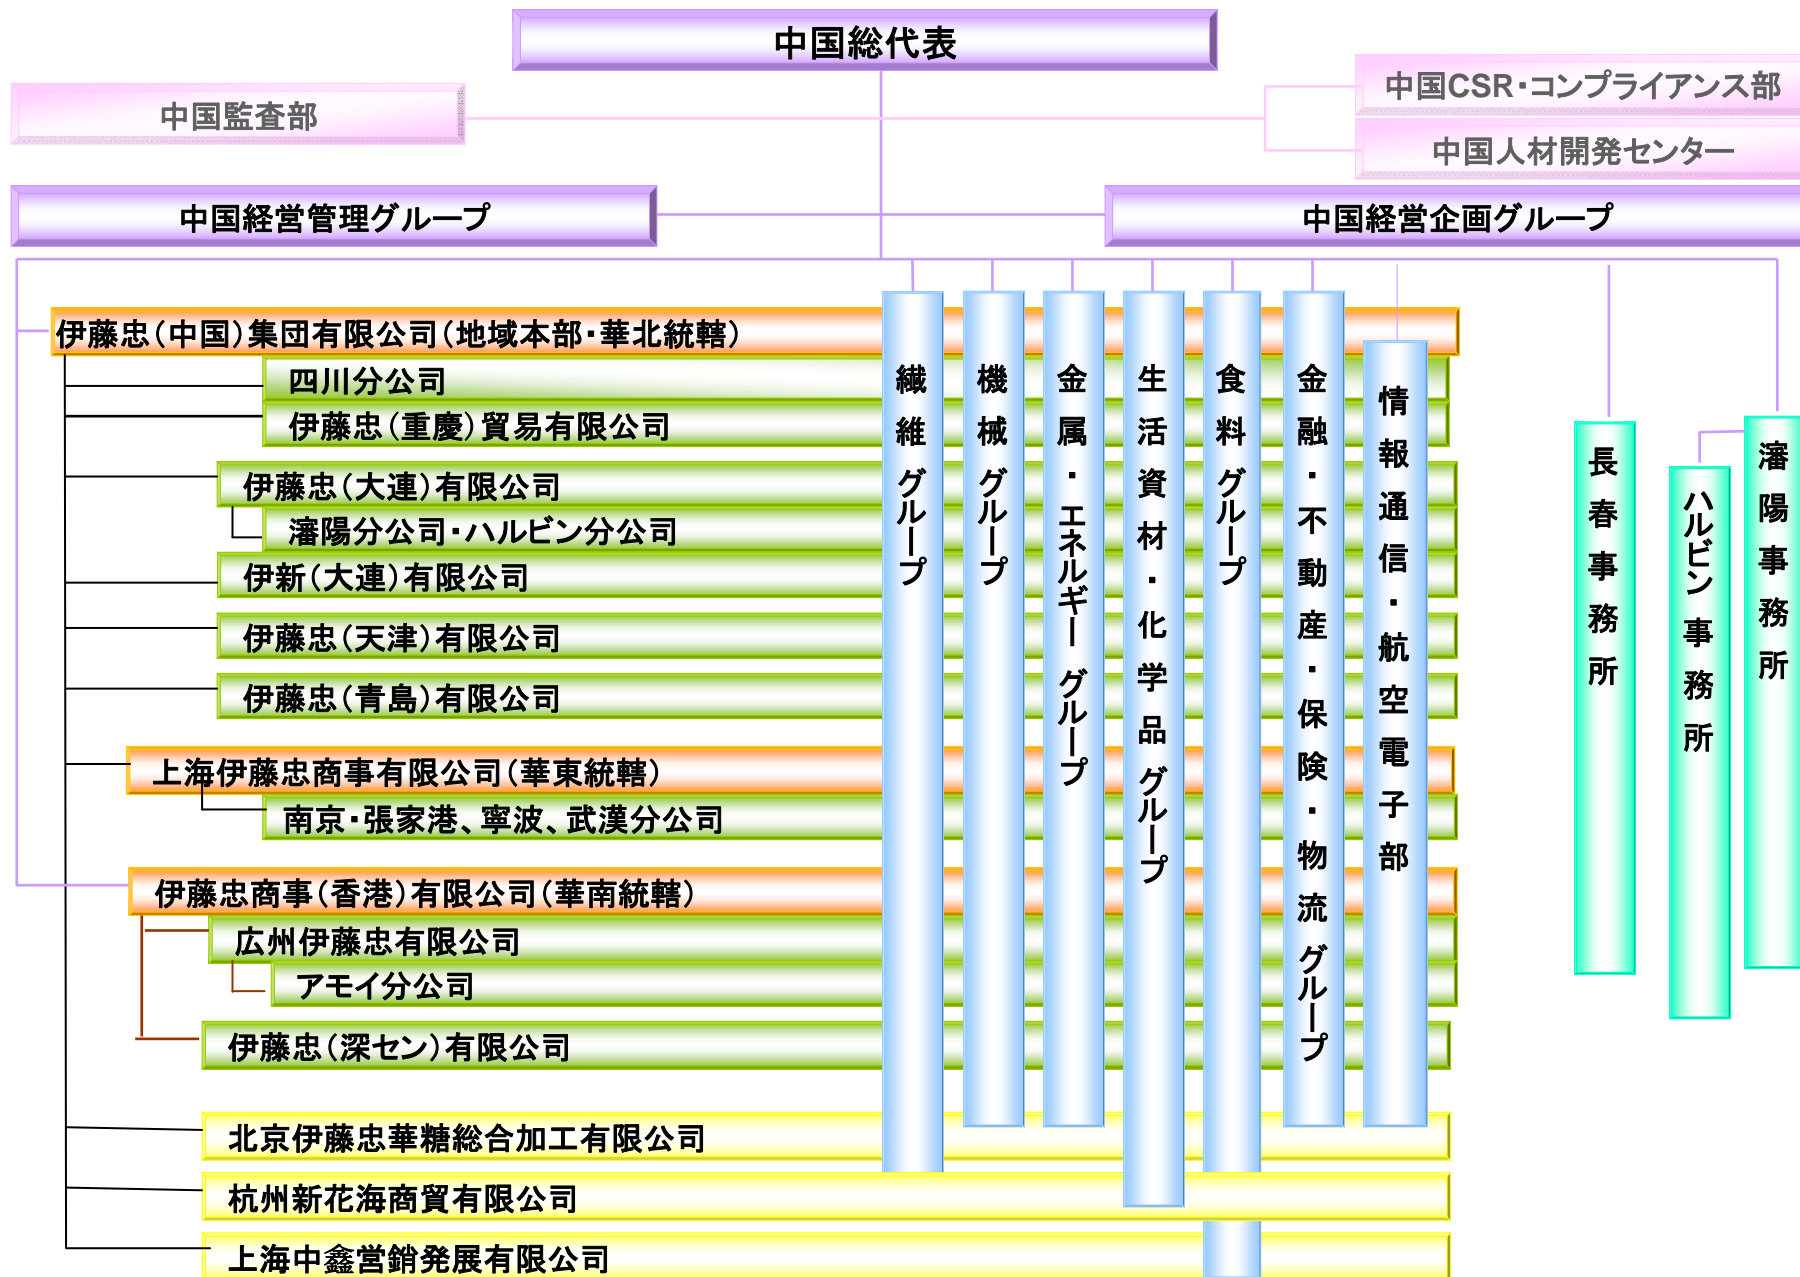 中国総代表
中国監査部
中国CSR・コンプライアンス部
中国人材開発センター
中国経営管理グループ
中国経営企画グループ
伊藤忠(中国)集団有限公司(地域本部・華北統轄)
四川分公司
伊藤忠(重慶)貿易有限公司
伊藤忠(大連)有限公司
瀋陽分公司・ハルビン分公司
伊新(大連)有限公司
伊藤忠(天津)有限公司
伊藤忠(青島)有限公司
上海伊藤忠商事有限公司(華東統轄)
南京・張家港、寧波、武漢分公司
伊藤忠商事(香港)有限公司(華南統轄)
広州伊藤忠有限公司
アモイ分公司
伊藤忠(深セン)有限公司
北京伊藤忠華糖総合加工有限公司
杭州新花海商貿有限公司
上海中鑫営銷発展有限公司
繊維グループ
機械グループ
金属・エネルギーグループ
生活資材・化学品グループ
食料グループ
金融・不動産・保険・物流グループ
情報通信・航空電子部
長春事務所
ハルビン事務所
瀋陽事務所